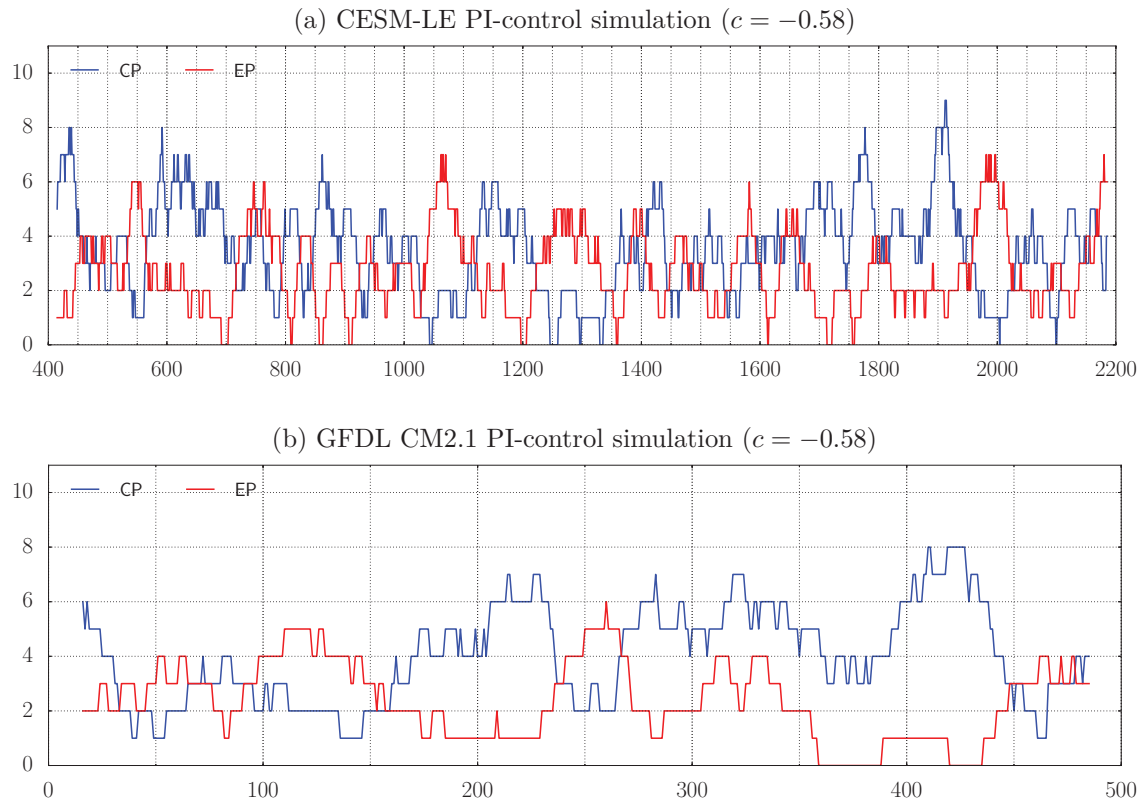 (a) CESM-LE PI-control simulation (c = −0.58)
CP EP
10
8
6
4
2
0
400 600 800 1000 1200 1400 1600 1800 2000 2200
(b) GFDL CM2.1 PI-control simulation (c = −0.58)
CP EP
10
8
6
4
2
0
0 100 200 300 400 500